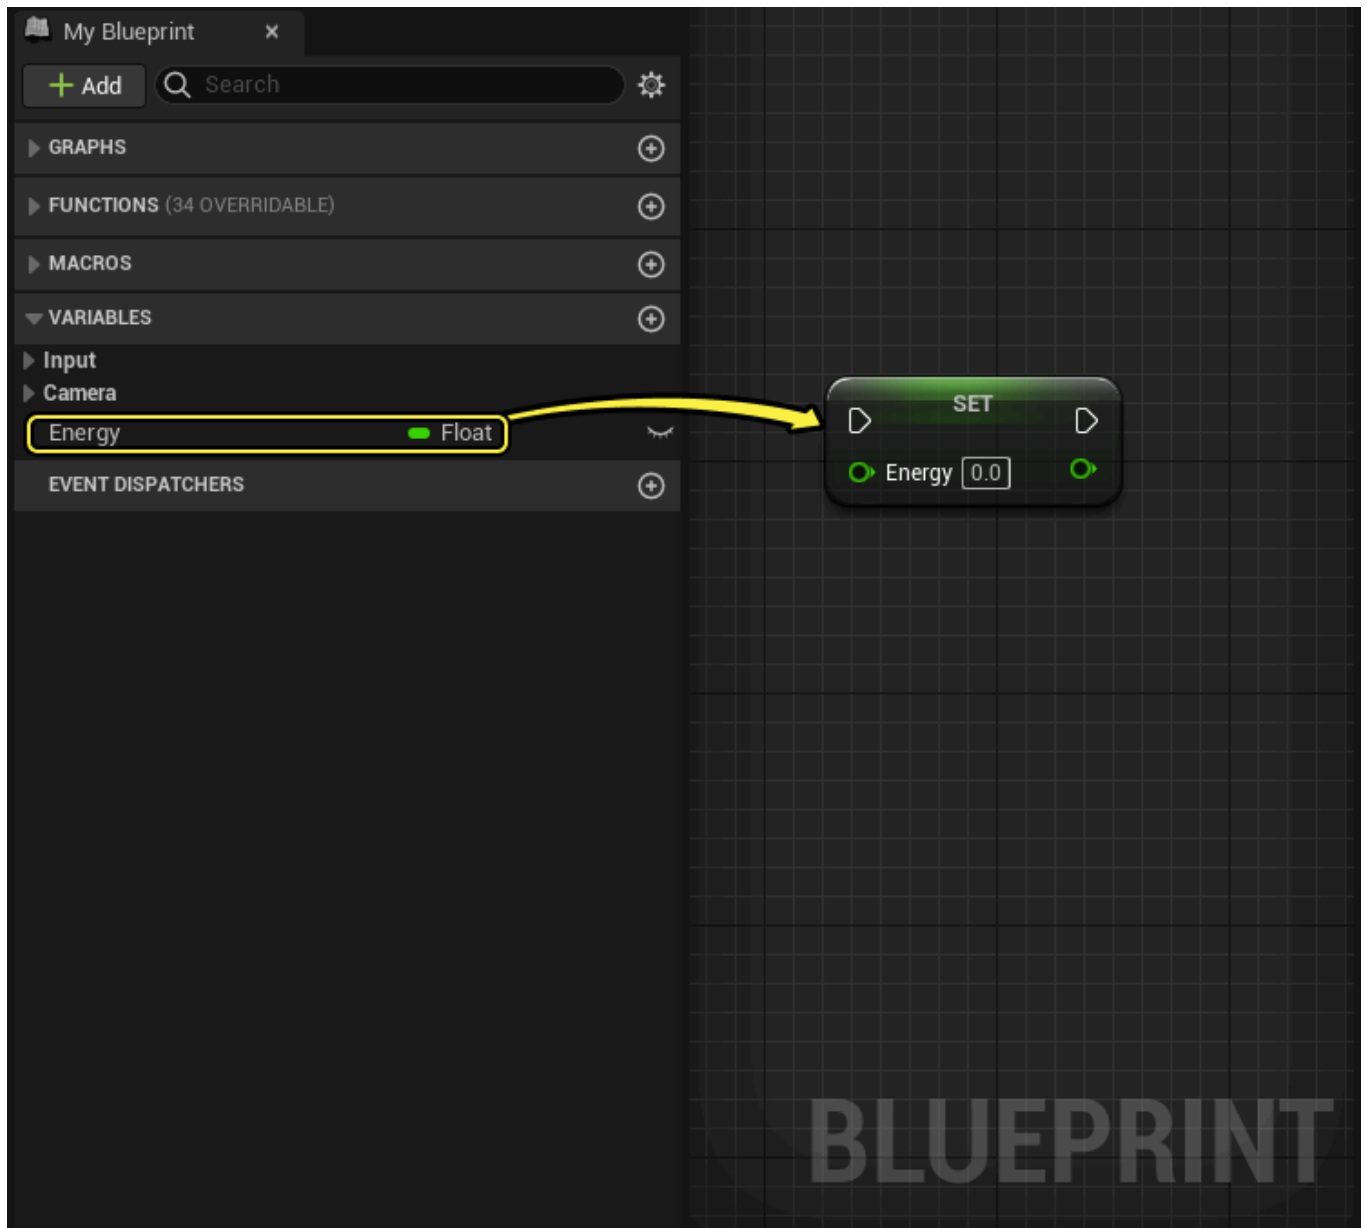 My Blueprint
Add
Search
GRAPHS
FUNCTIONS (34 OVERRIDABLE)
MACROS
VARIABLES
Input
Camera
Energy Float
EVENT DISPATCHERS
SET
Energy 0.0
BLUEPRINT